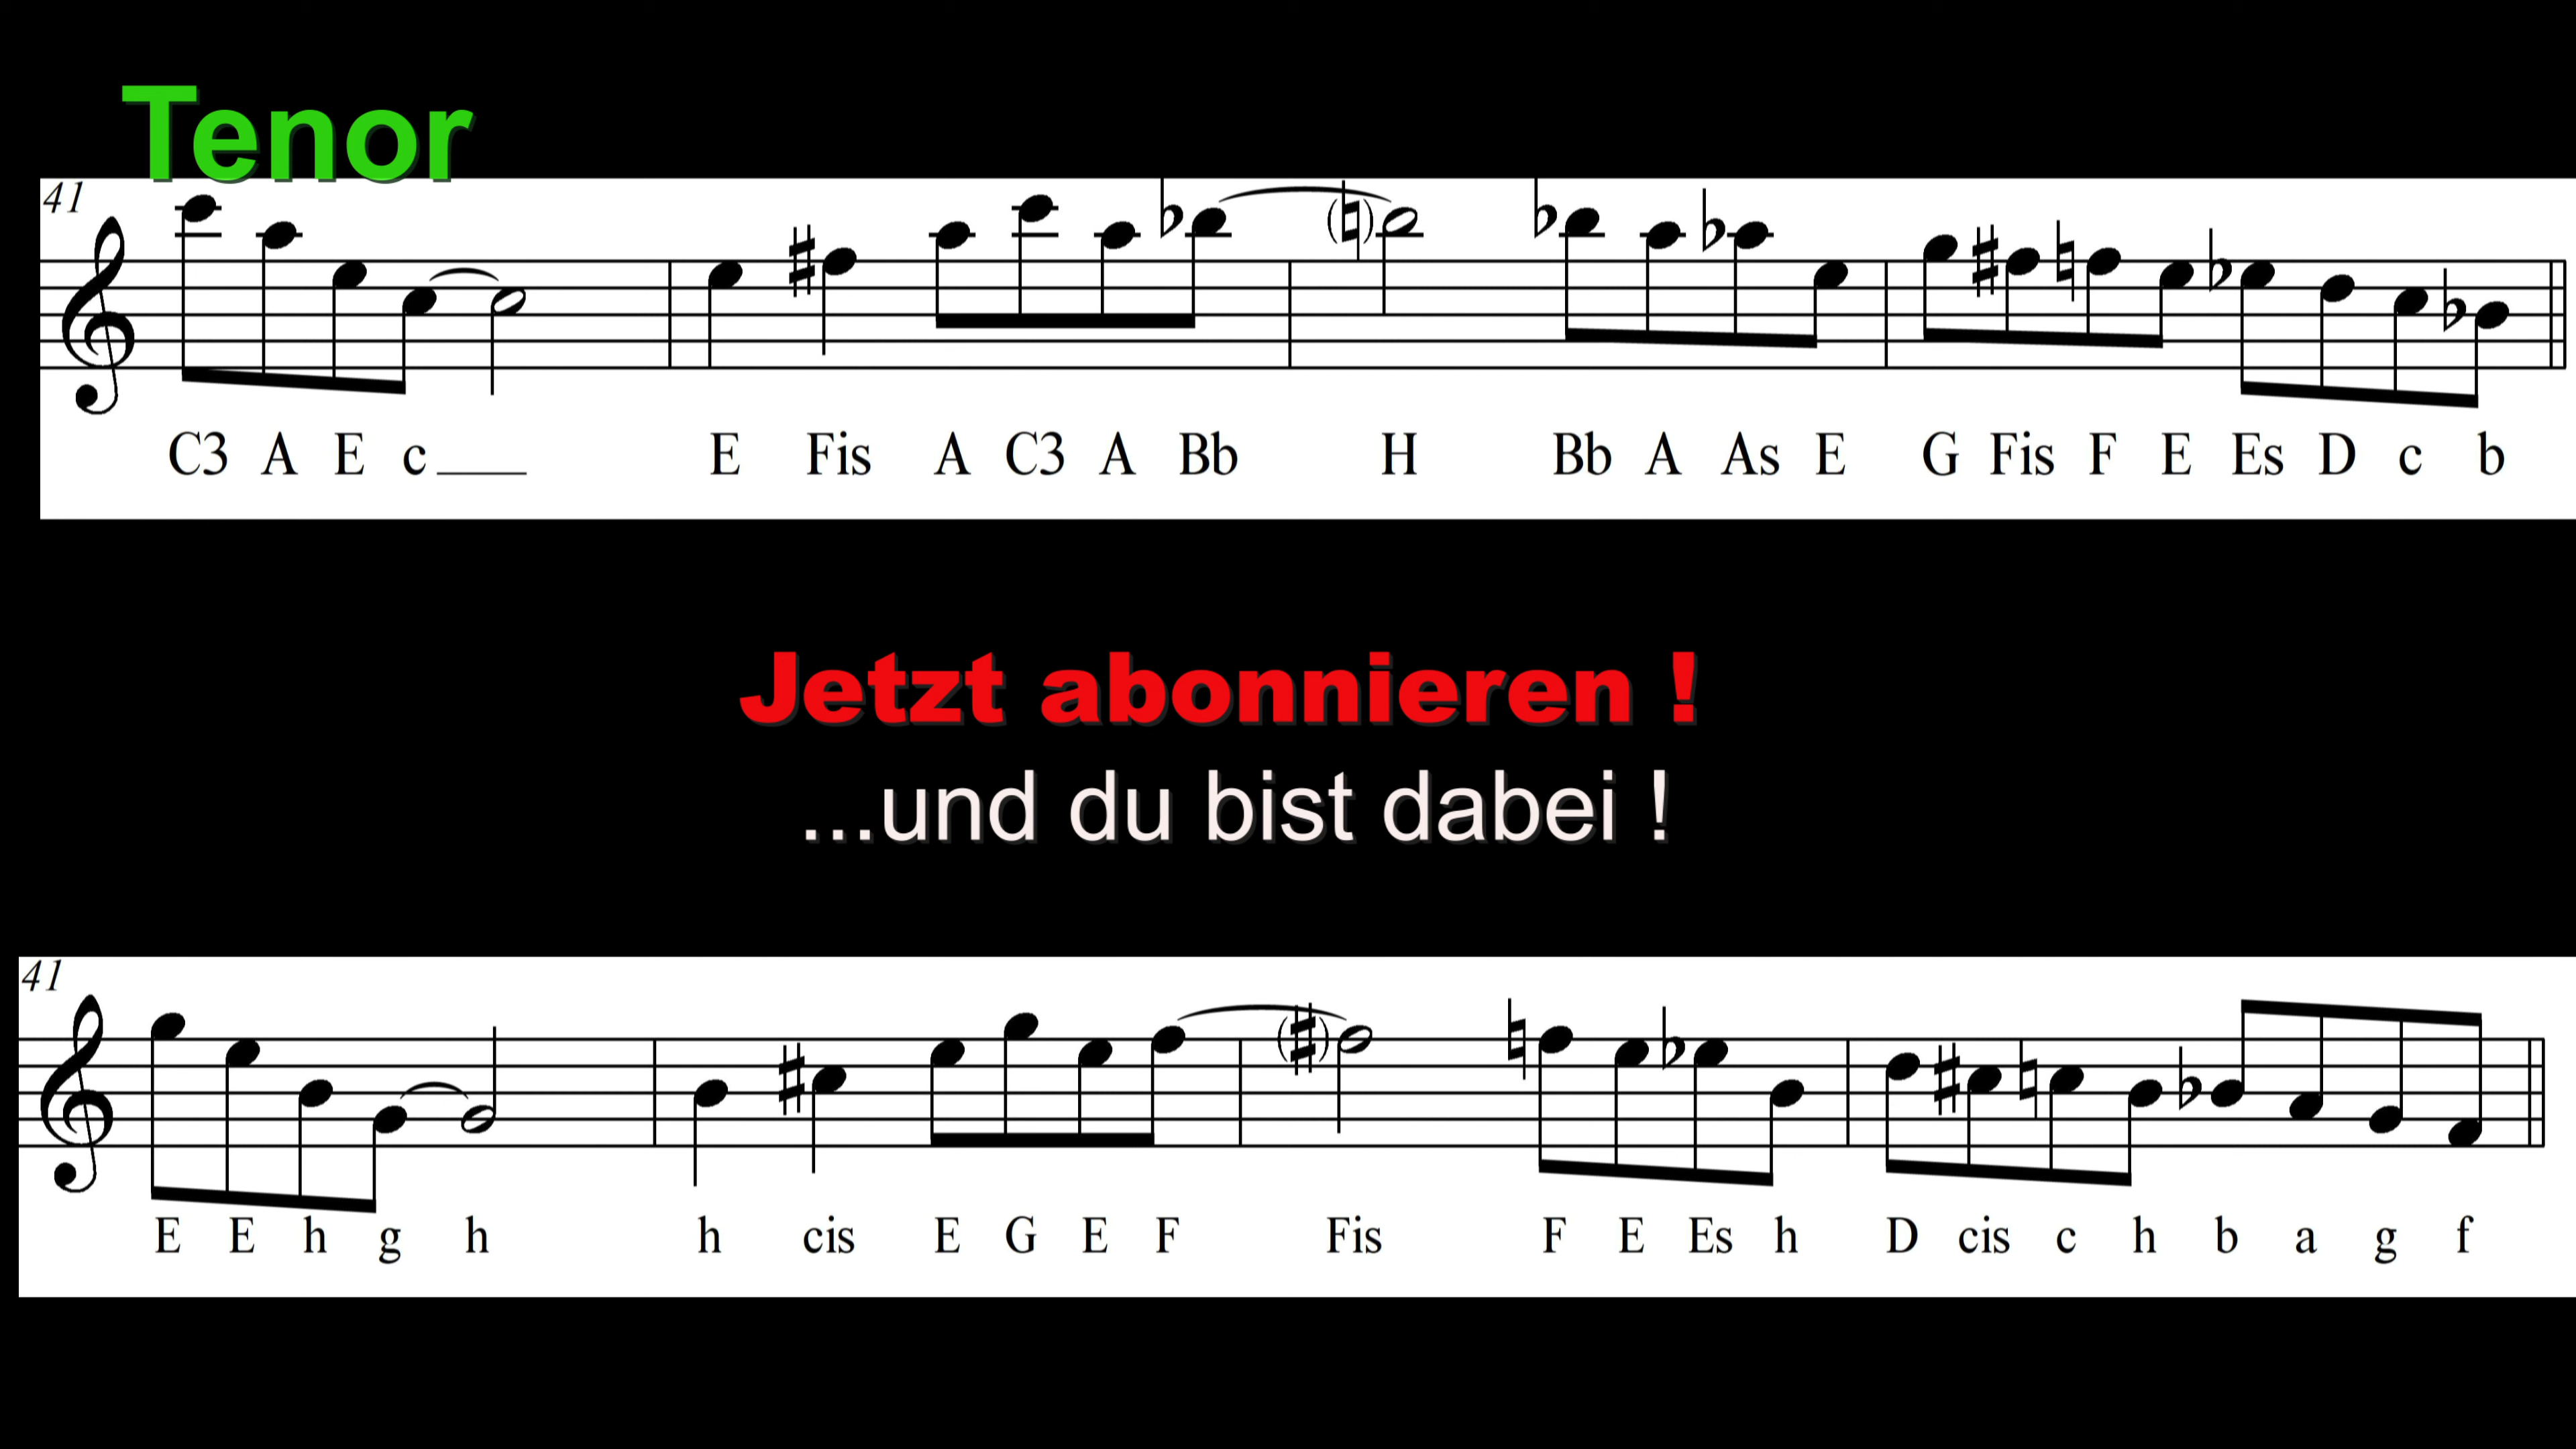 Tenor
41
C3 A E c___ E Fis A C3 A Bb H Bb A As E G Fis F E Es D c b
Jetzt abonnieren !
...und du bist dabei !
41
E E h g h h cis E G E F Fis F E Es h D cis c h b a g f